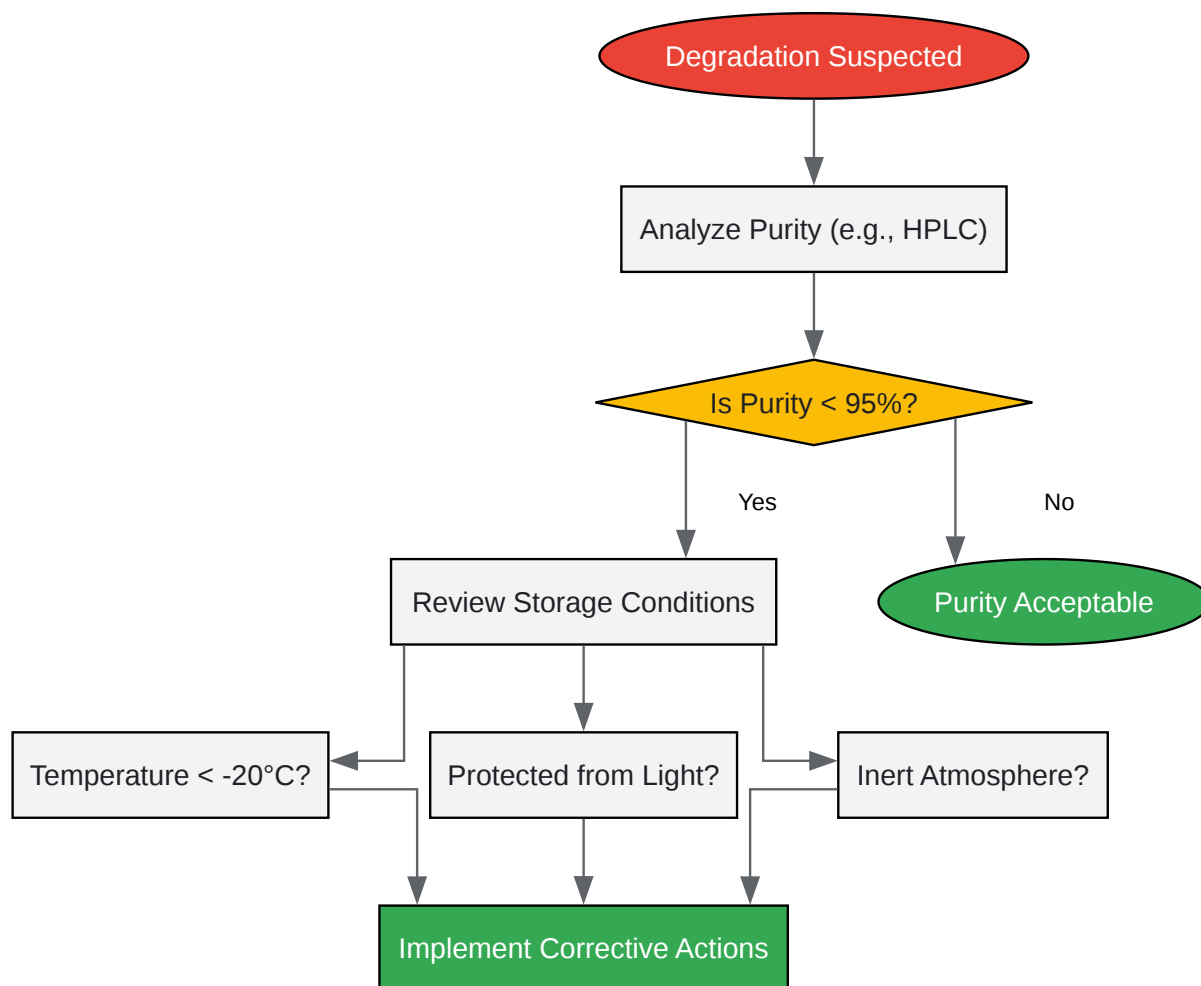 Degradation Suspected
Analyze Purity (e.g., HPLC)
Is Purity < 95%?
Yes
No
Review Storage Conditions
Purity Acceptable
Temperature < -20°C?
Protected from Light?
Inert Atmosphere?
Implement Corrective Actions